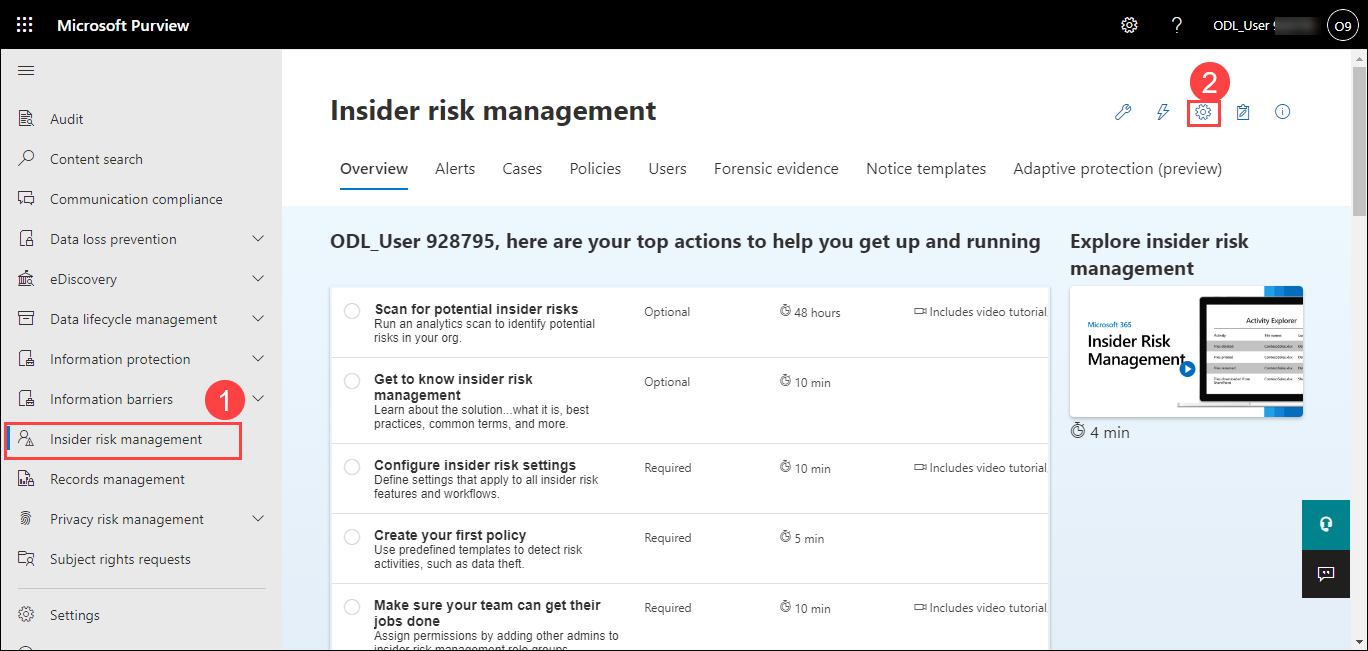 Microsoft Purview
?
ODL_User
O9
Audit
Content search
Communication compliance
Data loss prevention
eDiscovery
Data lifecycle management
Information protection
Information barriers
1
Insider risk management
Records management
Privacy risk management
Subject rights requests
Settings
Insider risk management
2
Overview
Alerts
Cases
Policies
Users
Forensic evidence
Notice templates
Adaptive protection (preview)
ODL_User 928795, here are your top actions to help you get up and running
Scan for potential insider risks
Run an analytics scan to identify potential
risks in your org.
Optional
48 hours
Includes video tutorial
Get to know insider risk
management
Learn about the solution...what it is, best
practices, common terms, and more.
Optional
10 min
Configure insider risk settings
Define settings that apply to all insider risk
features and workflows.
Required
10 min
Includes video tutorial
Create your first policy
Use predefined templates to detect risk
activities, such as data theft.
Required
5 min
Make sure your team can get their
jobs done
Assign permissions by adding other admins to
insider risk management role groups.
Required
10 min
Includes video tutorial
Explore insider risk
management
Microsoft 365
Insider Risk
Management
Activity Explorer
Activity
File names
4 min